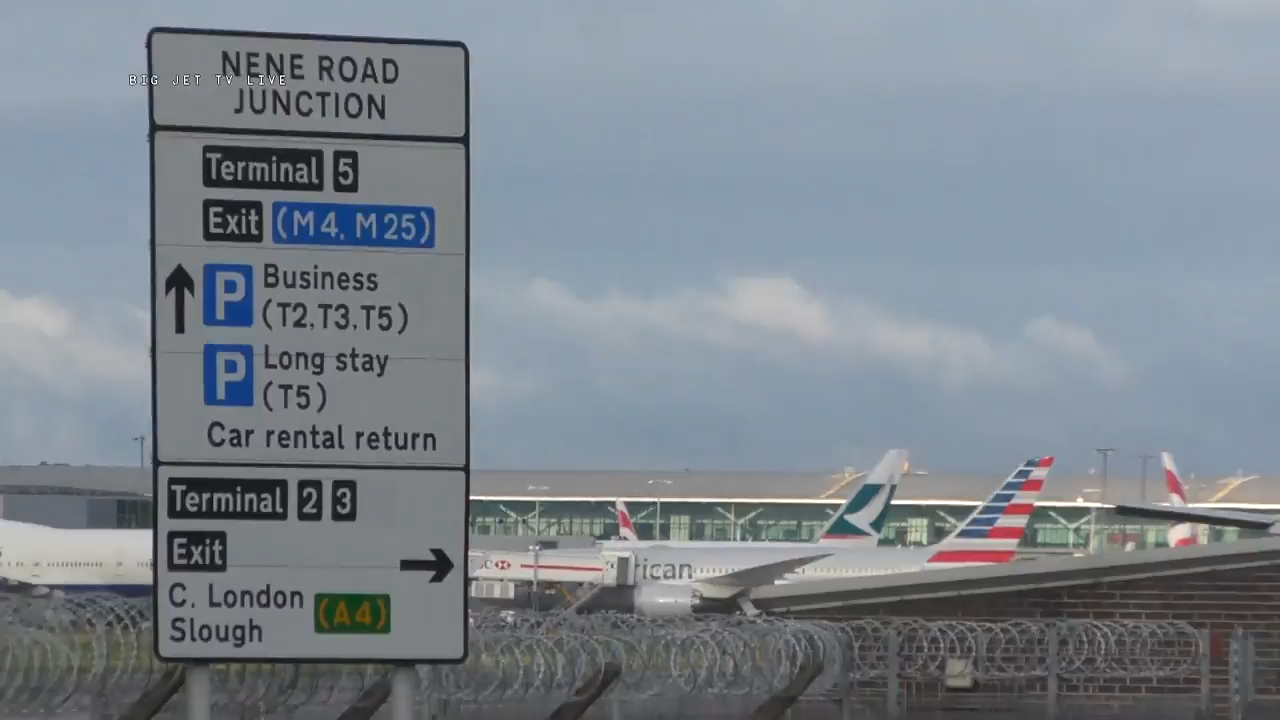 BIG JET TV LIVE
NENE ROAD
JUNCTION
Terminal 5
Exit (M4, M25)
P Business
(T2, T3, T5)
P Long stay
(T5)
Car rental return
Terminal 2 3
Exit
C. London (A4)
Slough
rican